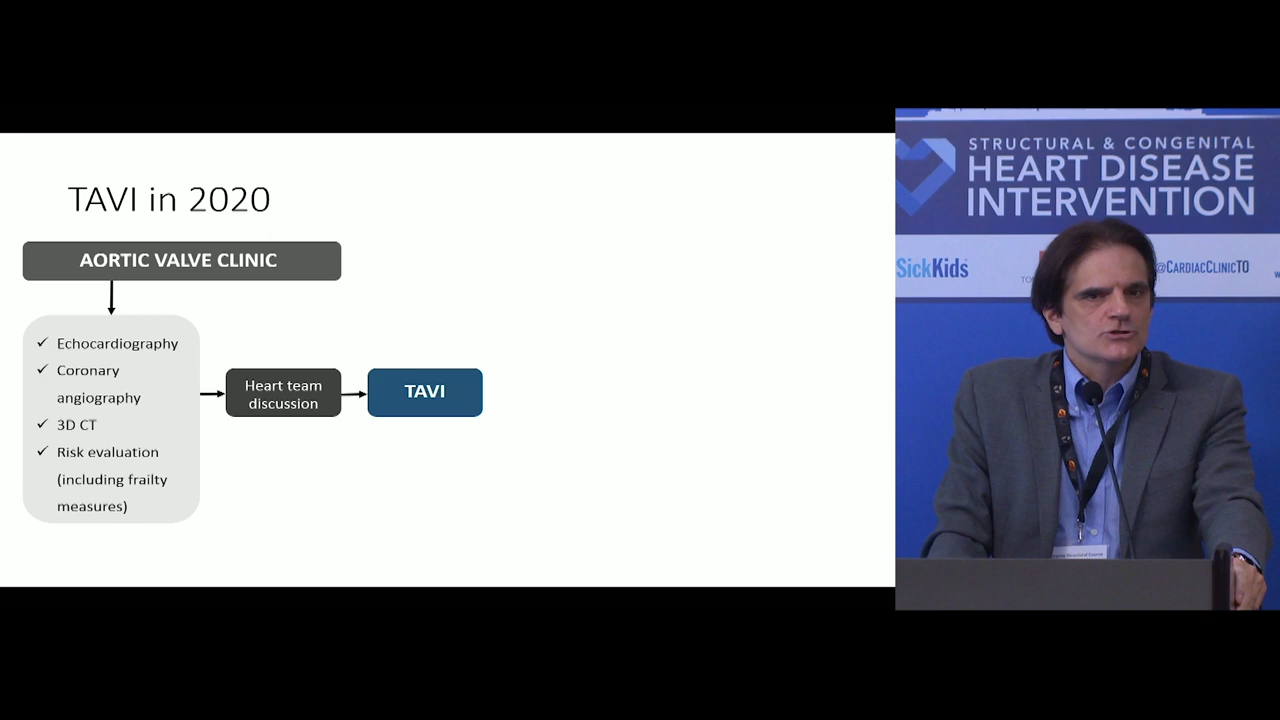 TAVI in 2020
AORTIC VALVE CLINIC
✓ Echocardiography
✓ Coronary
angiography
✓ 3D CT
✓ Risk evaluation
(including frailty
measures)
Heart team
discussion
TAVI
STRUCTURAL & CONGENITAL
HEART DISEASE
INTERVENTION
SickKids
TO
@CARDIACCLINICTO
W